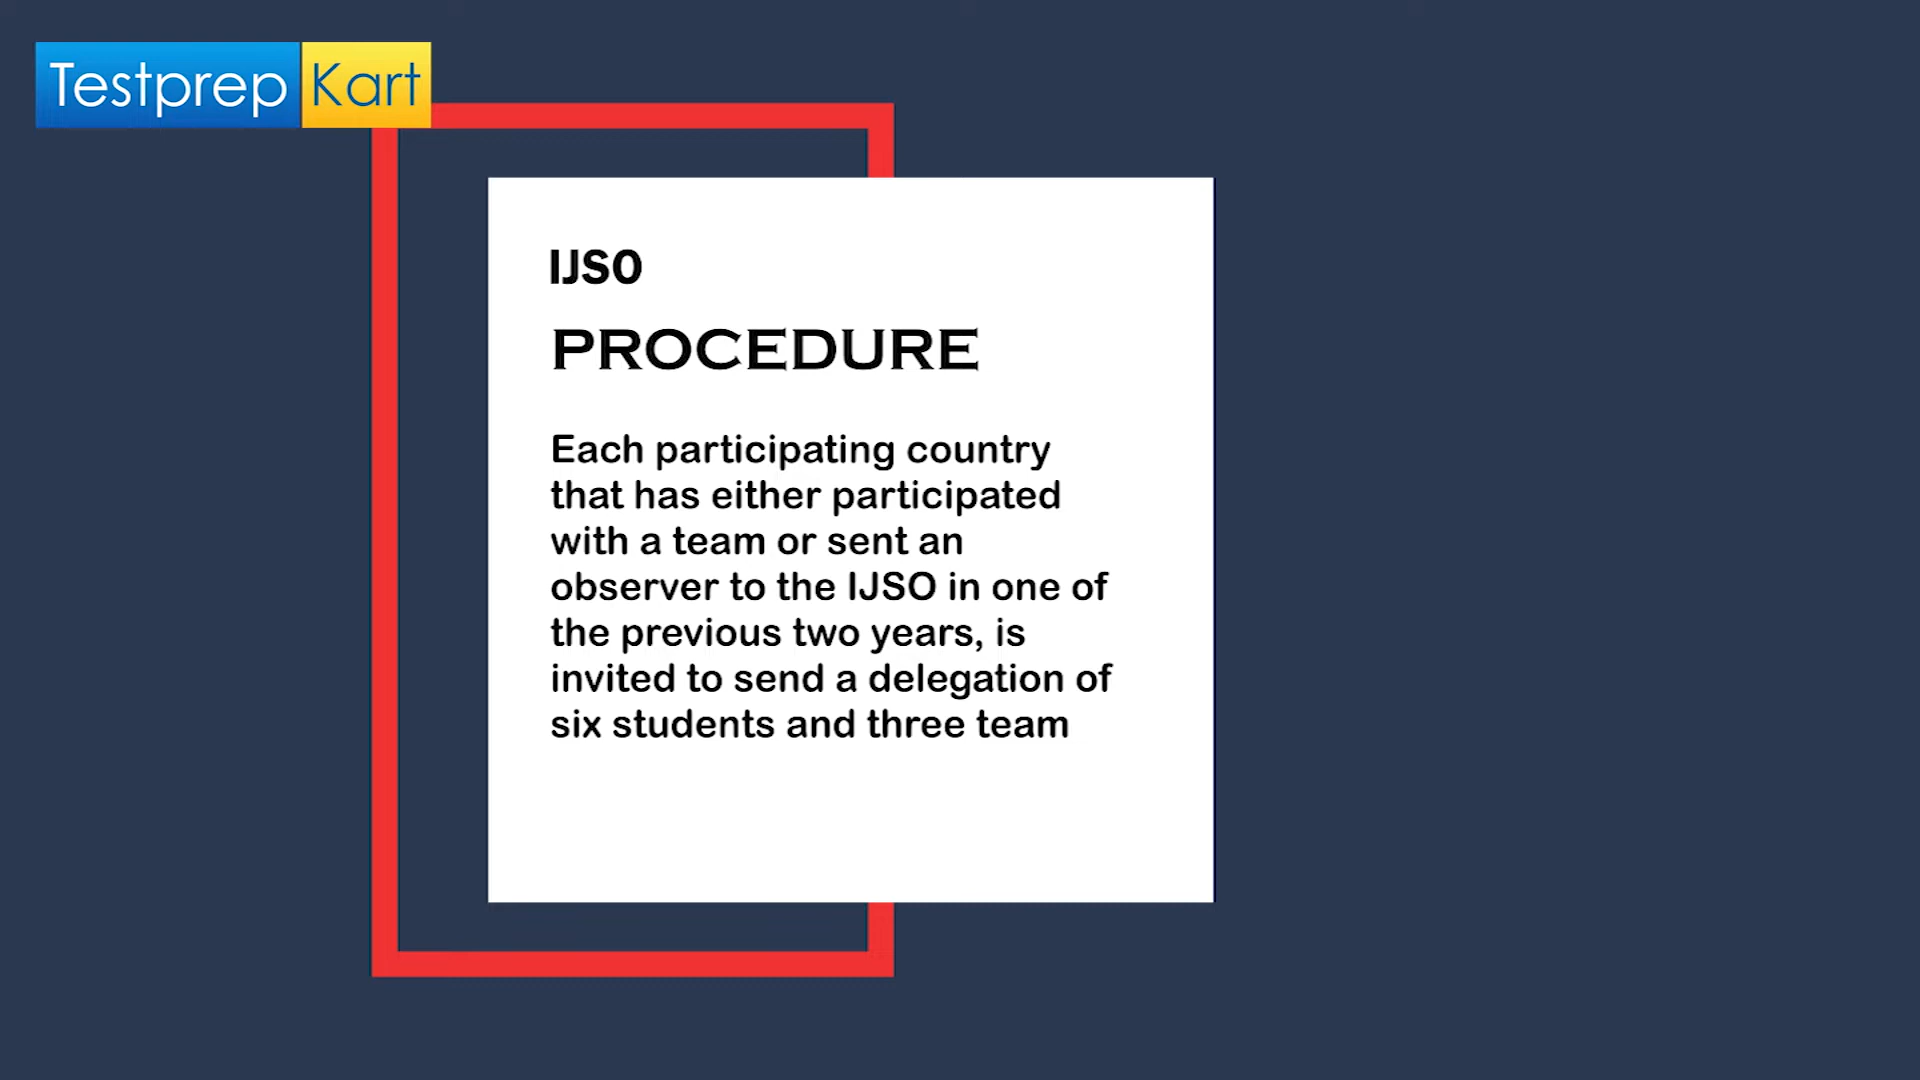 Testprep Kart
IJSO
PROCEDURE
Each participating country
that has either participated
with a team or sent an
observer to the IJSO in one of
the previous two years, is
invited to send a delegation of
six students and three team